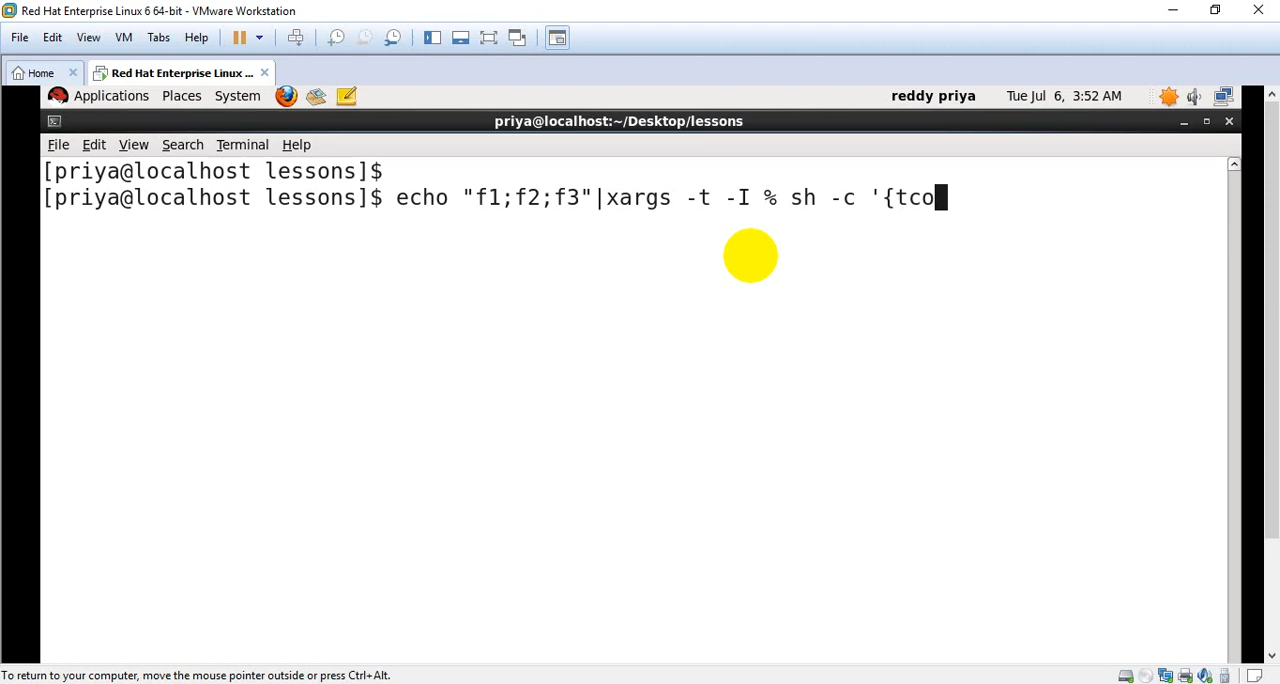 Red Hat Enterprise Linux 6 64-bit - VMware Workstation
File Edit View VM Tabs Help
Home Red Hat Enterprise Linux ...
Applications Places System reddy priya Tue Jul 6, 3:52 AM
priya@localhost:~/Desktop/lessons
File Edit View Search Terminal Help
[priya@localhost lessons]$
[priya@localhost lessons]$ echo "f1;f2;f3"|xargs -t -I % sh -c '{tco
To return to your computer, move the mouse pointer outside or press Ctrl+Alt.